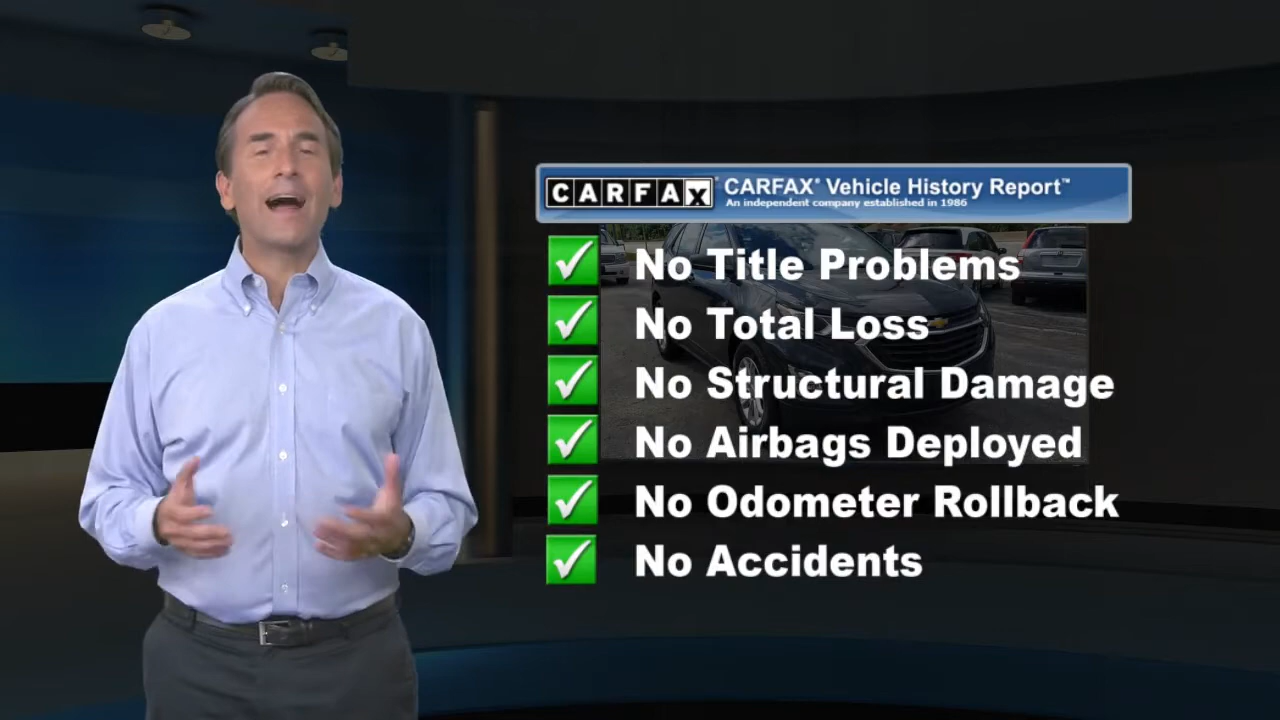 CARFAX
CARFAX® Vehicle History Report™
An independent company established in 1986
No Title Problems
No Total Loss
No Structural Damage
No Airbags Deployed
No Odometer Rollback
No Accidents